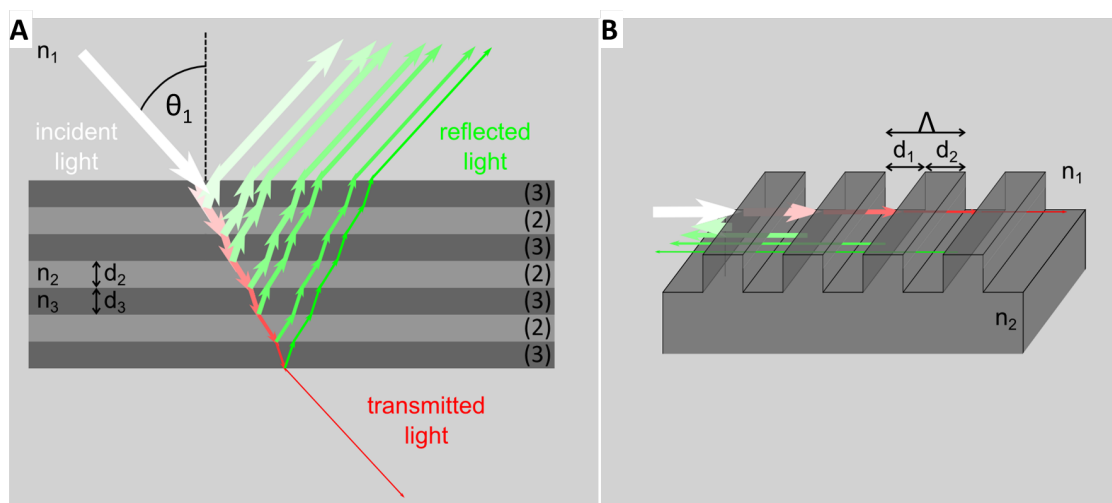 A
n₁
θ₁
incident
light
reflected
light
(3)
(2)
(3)
n₂
d₂
(2)
n₃
d₃
(3)
(2)
(3)
transmitted
light
B
Λ
d₁
d₂
n₁
n₂